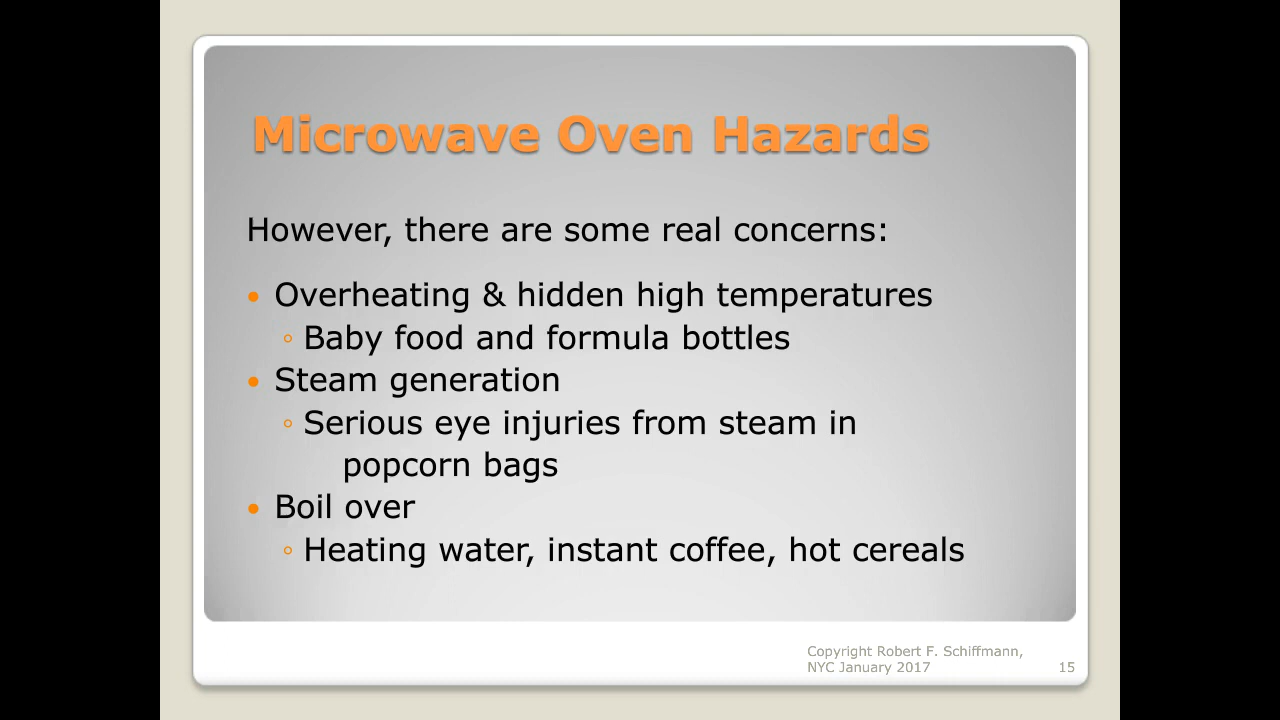 Microwave Oven Hazards
However, there are some real concerns:
• Overheating & hidden high temperatures
◦ Baby food and formula bottles
• Steam generation
◦ Serious eye injuries from steam in
popcorn bags
• Boil over
◦ Heating water, instant coffee, hot cereals
Copyright Robert F. Schiffmann,
NYC January 2017
15